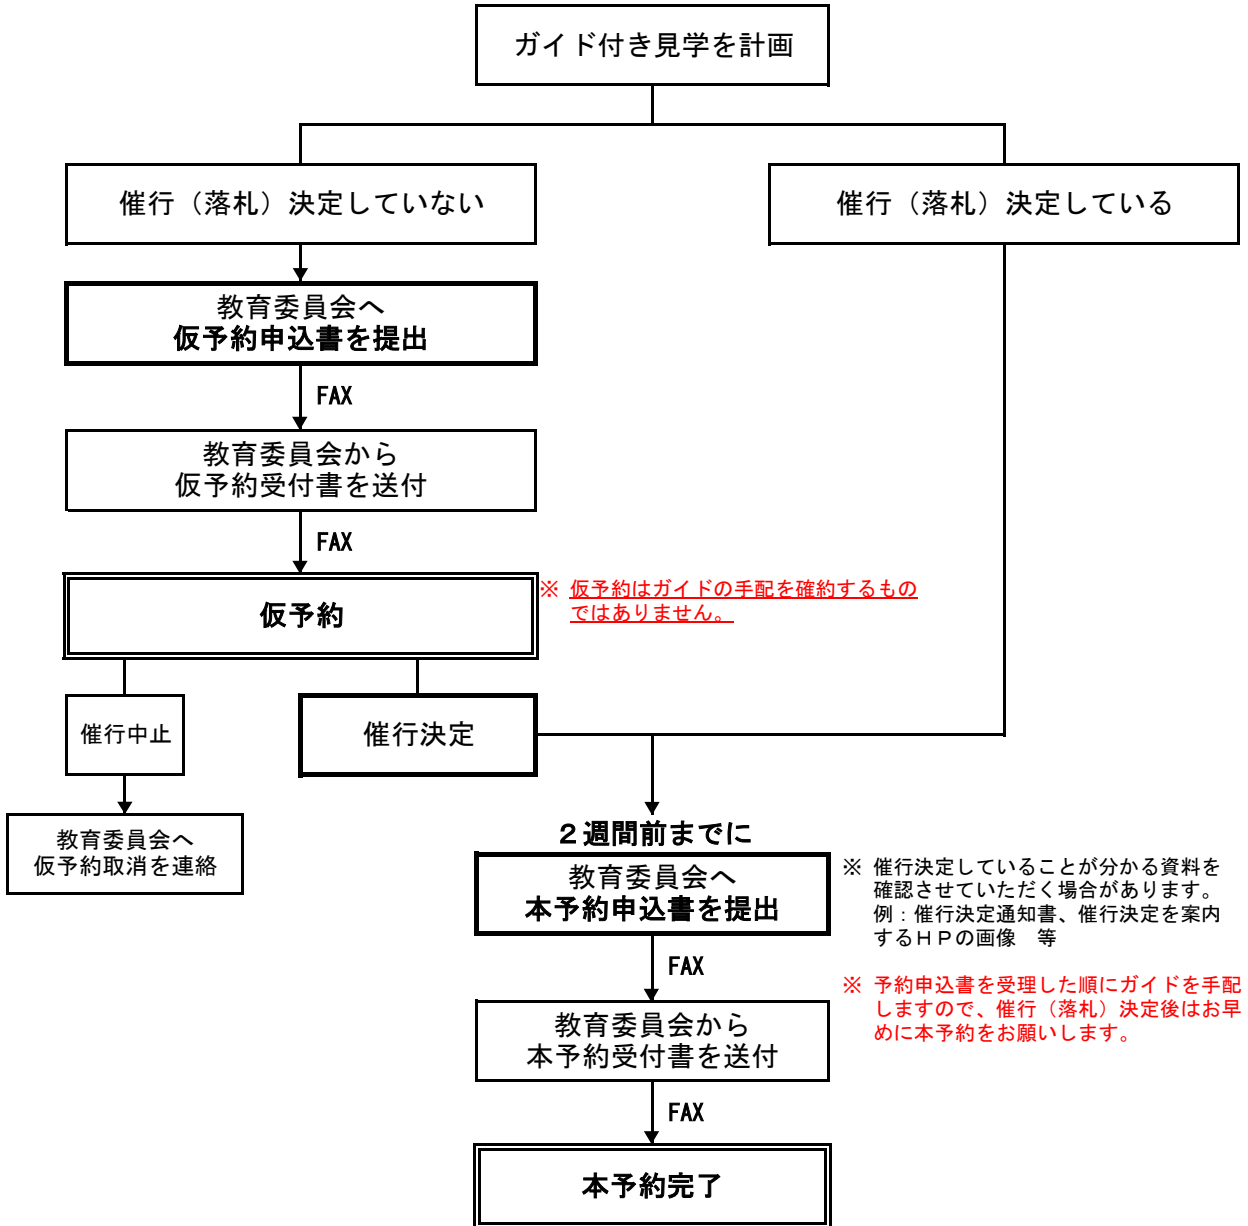 ガイド付き見学を計画
催行（落札）決定していない
催行（落札）決定している
教育委員会へ
仮予約申込書を提出
FAX
教育委員会から
仮予約受付書を送付
FAX
仮予約
※ 仮予約はガイドの手配を確約するもの
ではありません。
催行中止
催行決定
教育委員会へ
仮予約取消を連絡
２週間前までに
教育委員会へ
本予約申込書を提出
※ 催行決定していることが分かる資料を
確認させていただく場合があります。
例：催行決定通知書、催行決定を案内
するＨＰの画像　等
FAX
※ 予約申込書を受理した順にガイドを手配
しますので、催行（落札）決定後はお早
めに本予約をお願いします。
教育委員会から
本予約受付書を送付
FAX
本予約完了